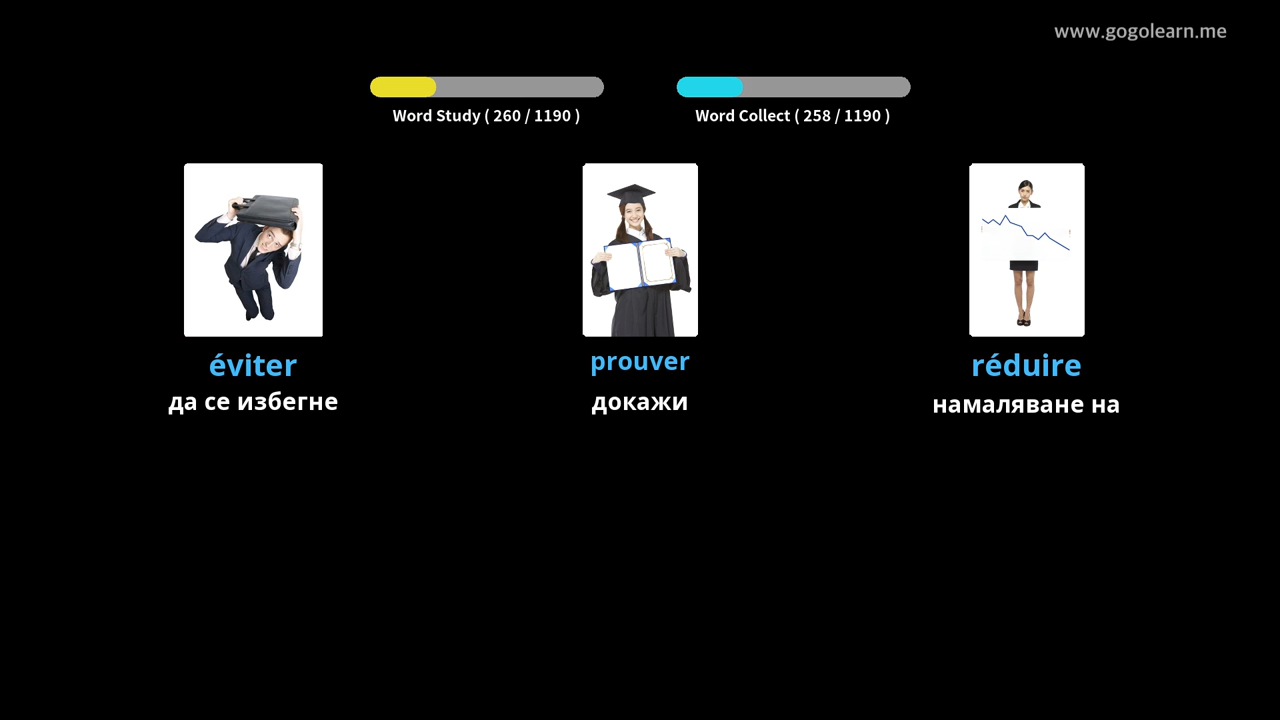 www.gogolearn.me
Word Study ( 260 / 1190 )
Word Collect ( 258 / 1190 )
éviter
да се избегне
prouver
докажи
réduire
намаляване на